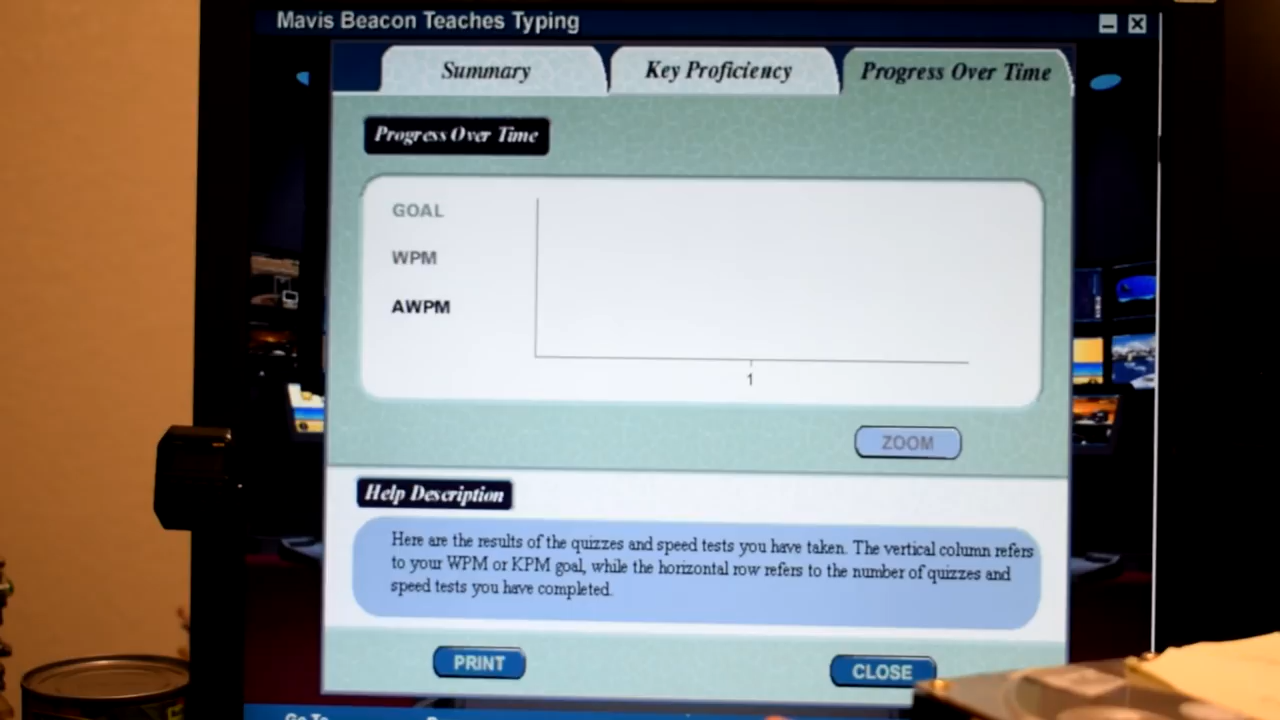 Mavis Beacon Teaches Typing
Summary
Key Proficiency
Progress Over Time
Progress Over Time
GOAL
WPM
AWPM
1
ZOOM
Help Description
Here are the results of the quizzes and speed tests you have taken. The vertical column refers
to your WPM or KPM goal, while the horizontal row refers to the number of quizzes and
speed tests you have completed.
PRINT
CLOSE
Go To